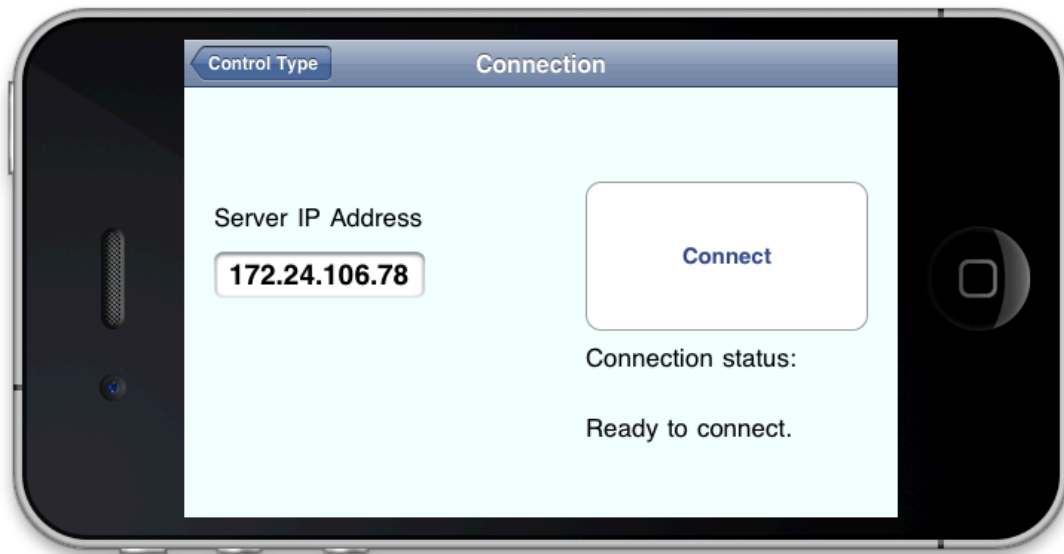 Control Type
Connection
Server IP Address
172.24.106.78
Connect
Connection status:
Ready to connect.